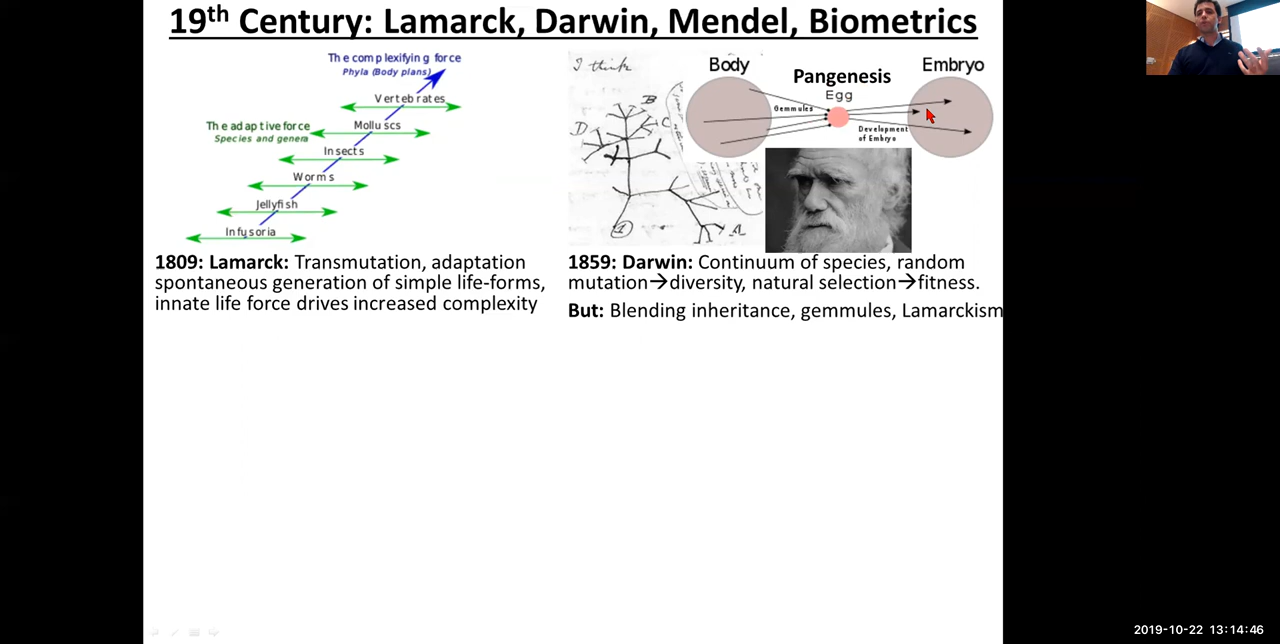 19th Century: Lamarck, Darwin, Mendel, Biometrics
The complexifying force
Phyla (Body plans)
Vertebrates
The adaptive force
Species and genera
Molluscs
Insects
Worms
Jellyfish
Infusoria
1809: Lamarck: Transmutation, adaptation
spontaneous generation of simple life-forms,
innate life force drives increased complexity
I think
B
D
C
A
1
Body
Pangenesis
Embryo
Egg
Gemmules
Development
of Embryo
1859: Darwin: Continuum of species, random
mutation→diversity, natural selection→fitness.
But: Blending inheritance, gemmules, Lamarckism
2019-10-22 13:14:46